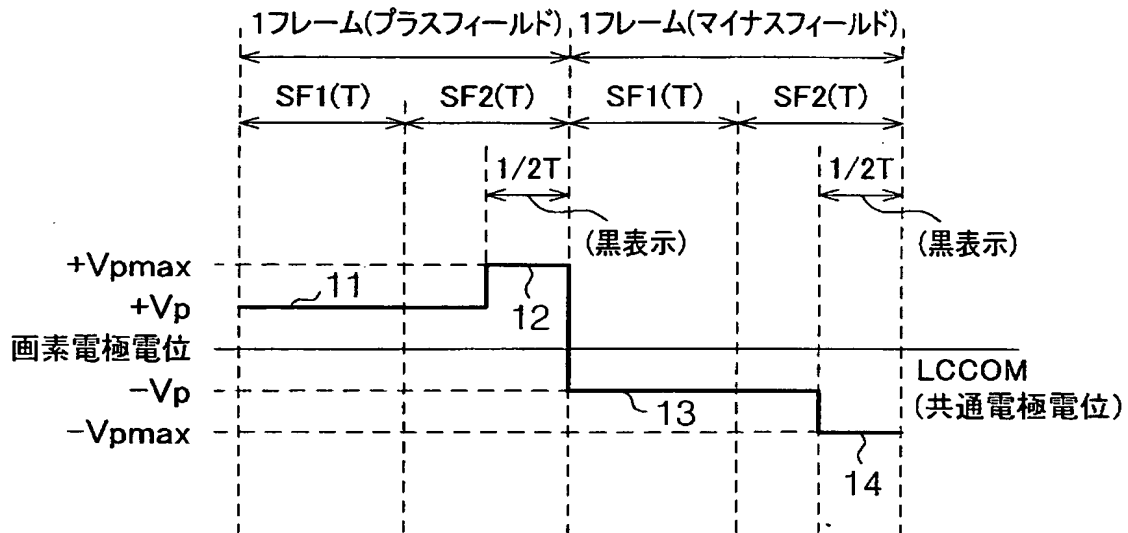 1フレーム(プラスフィールド) 1フレーム(マイナスフィールド)
SF1(T) SF2(T) SF1(T) SF2(T)
1/2T 1/2T
(黒表示) (黒表示)
+Vpmax
11
+Vp
12
画素電極電位
LCCOM
(共通電極電位)
−Vp
13
−Vpmax
14